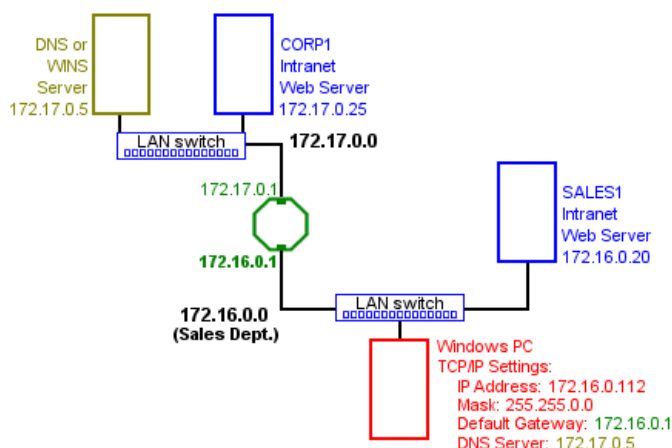 DNS or
WINS
Server
172.17.0.5
CORP1
Intranet
Web Server
172.17.0.25
LAN switch
172.17.0.0
172.17.0.1
172.16.0.1
SALES1
Intranet
Web Server
172.16.0.20
172.16.0.0
(Sales Dept.)
LAN switch
Windows PC
TCP/IP Settings:
IP Address: 172.16.0.112
Mask: 255.255.0.0
Default Gateway: 172.16.0.1
DNS Server: 172.17.0.5